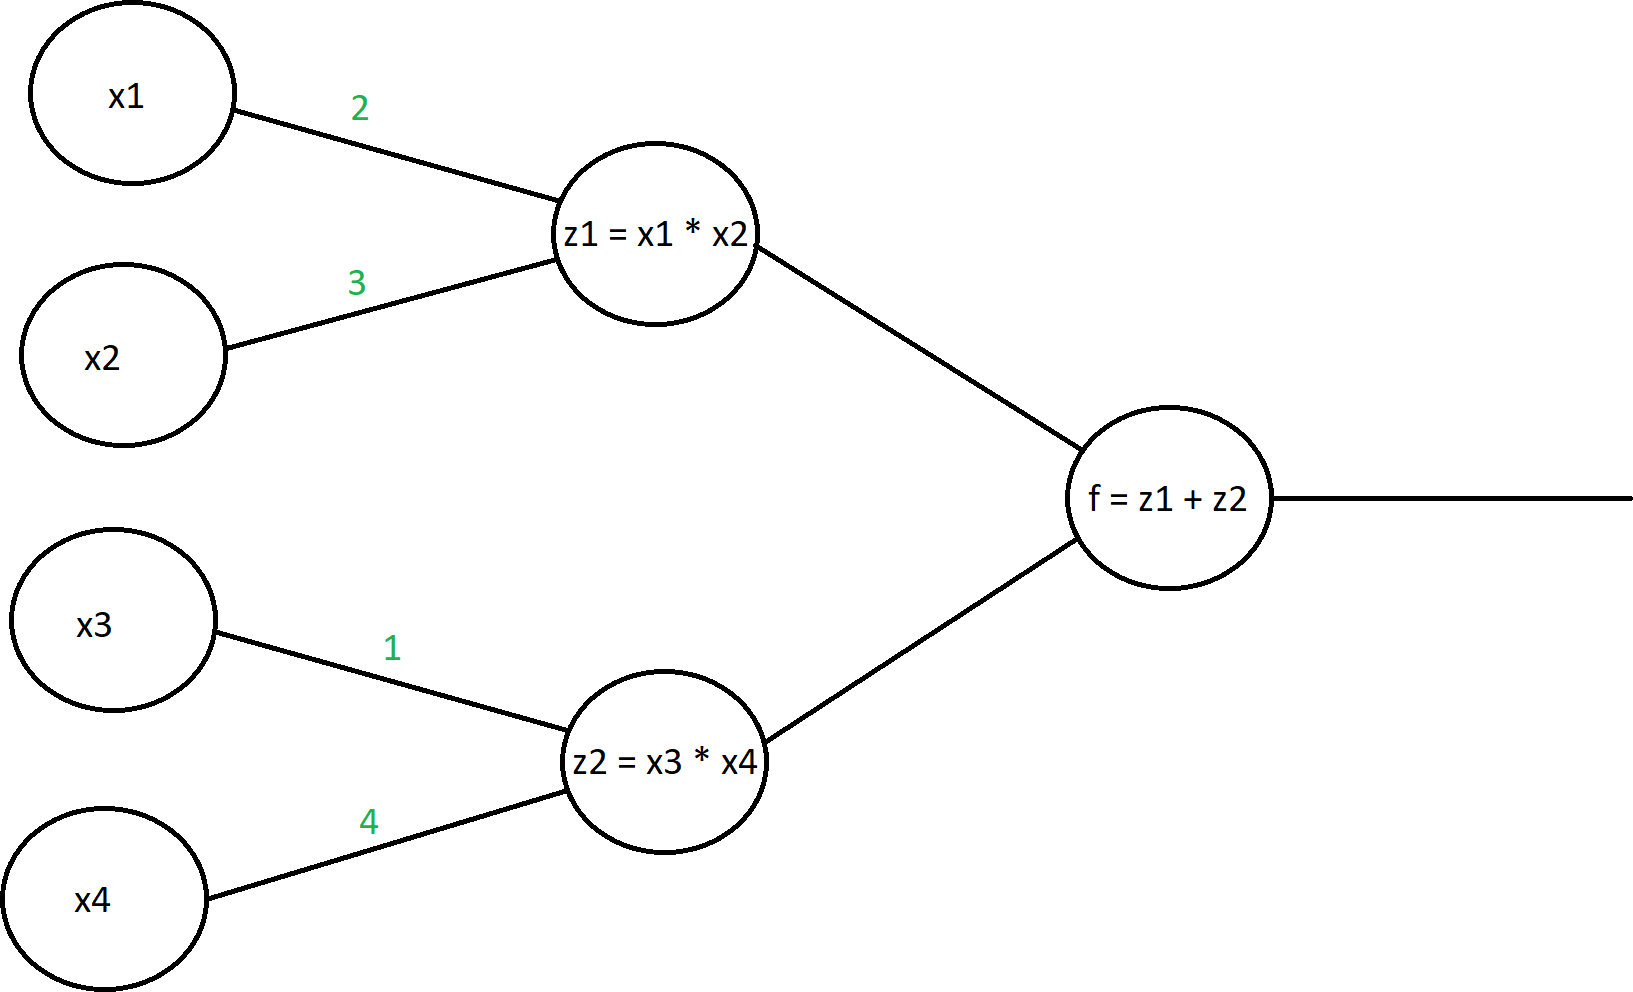 x1
2
z1 = x1 * x2
3
x2
f = z1 + z2
x3
1
z2 = x3 * x4
4
x4